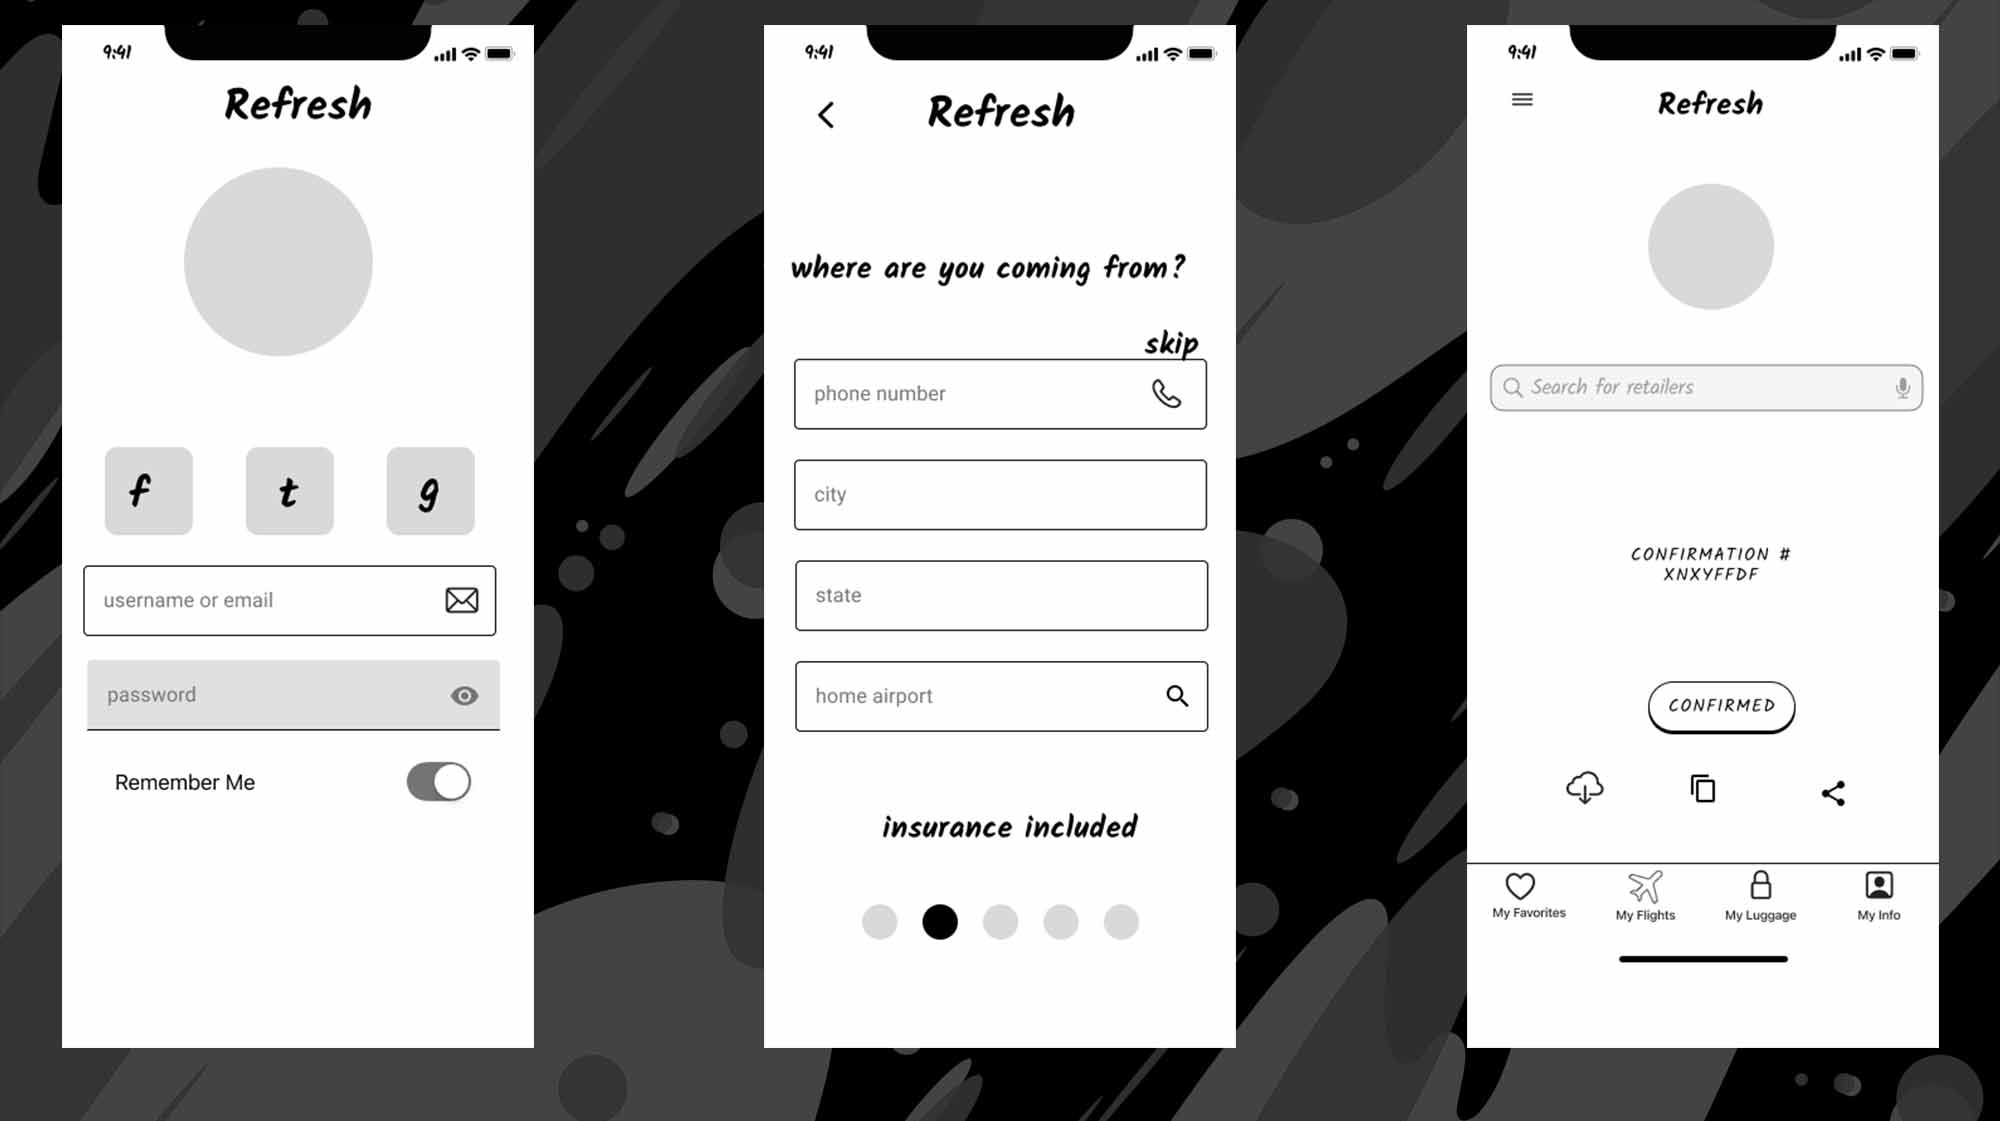 9:41
Refresh
f
t
g
username or email
password
Remember Me
9:41
Refresh
where are you coming from?
skip
phone number
city
state
home airport
insurance included
9:41
Refresh
Search for retailers
CONFIRMATION #
XNXYFFDF
CONFIRMED
My Favorites
My Flights
My Luggage
My Info